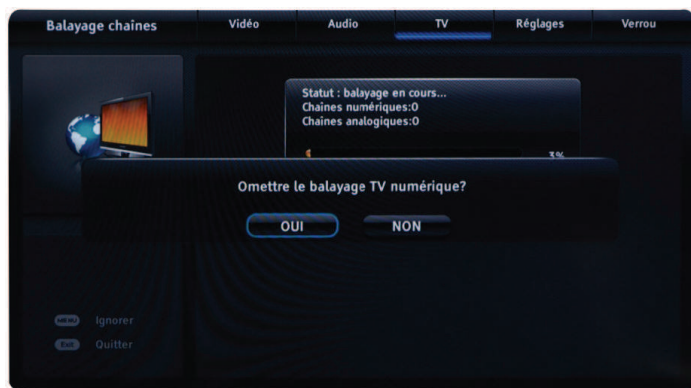 Balayage chaînes
Vidéo
Audio
TV
Réglages
Verrou
Statut : balayage en cours...
Chaînes numériques:0
Chaînes analogiques:0
3%
Omettre le balayage TV numérique?
OUI
NON
MENU Ignorer
Exit Quitter